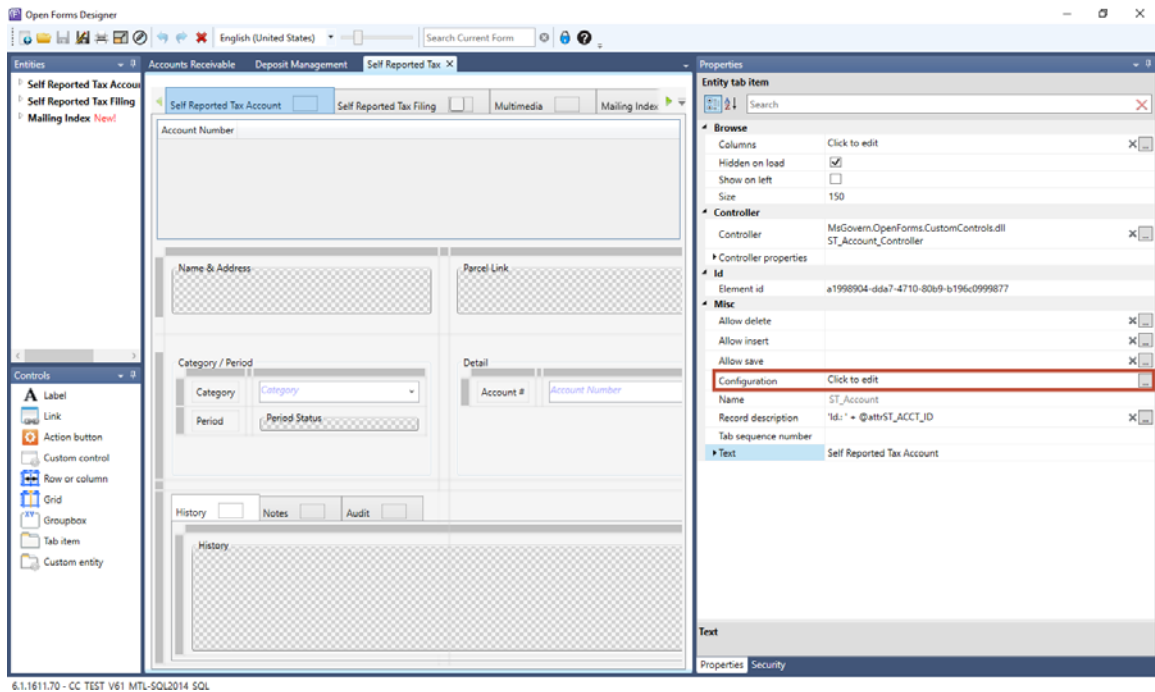 Open Forms Designer
English (United States)
Search Current Form
Entities
Self Reported Tax Accou
Self Reported Tax Filing
Mailing Index New!
Controls
Label
Link
Action button
Custom control
Row or column
Grid
Groupbox
Tab item
Custom entity
Accounts Receivable Deposit Management Self Reported Tax
Self Reported Tax Account Self Reported Tax Filing Multimedia Mailing Index
Account Number
Name & Address Parcel Link
Category / Period Detail
Category Category Account # Account Number
Period Period Status
History Notes Audit
History
Properties
Entity tab item
Search
Browse
Columns Click to edit
Hidden on load
Show on left
Size 150
Controller
Controller MsGovern.OpenForms.CustomControls.dll
ST_Account_Controller
Controller properties
Id
Element id a1998904-dda7-4710-80b9-b196c0999877
Misc
Allow delete
Allow insert
Allow save
Configuration Click to edit
Name ST_Account
Record description 'Id.: ' + @attrST_ACCT_ID
Tab sequence number
Text Self Reported Tax Account
Text
Properties Security
6.1.1611.70 - CC_TEST_V61_MTL-SQL2014_SQL